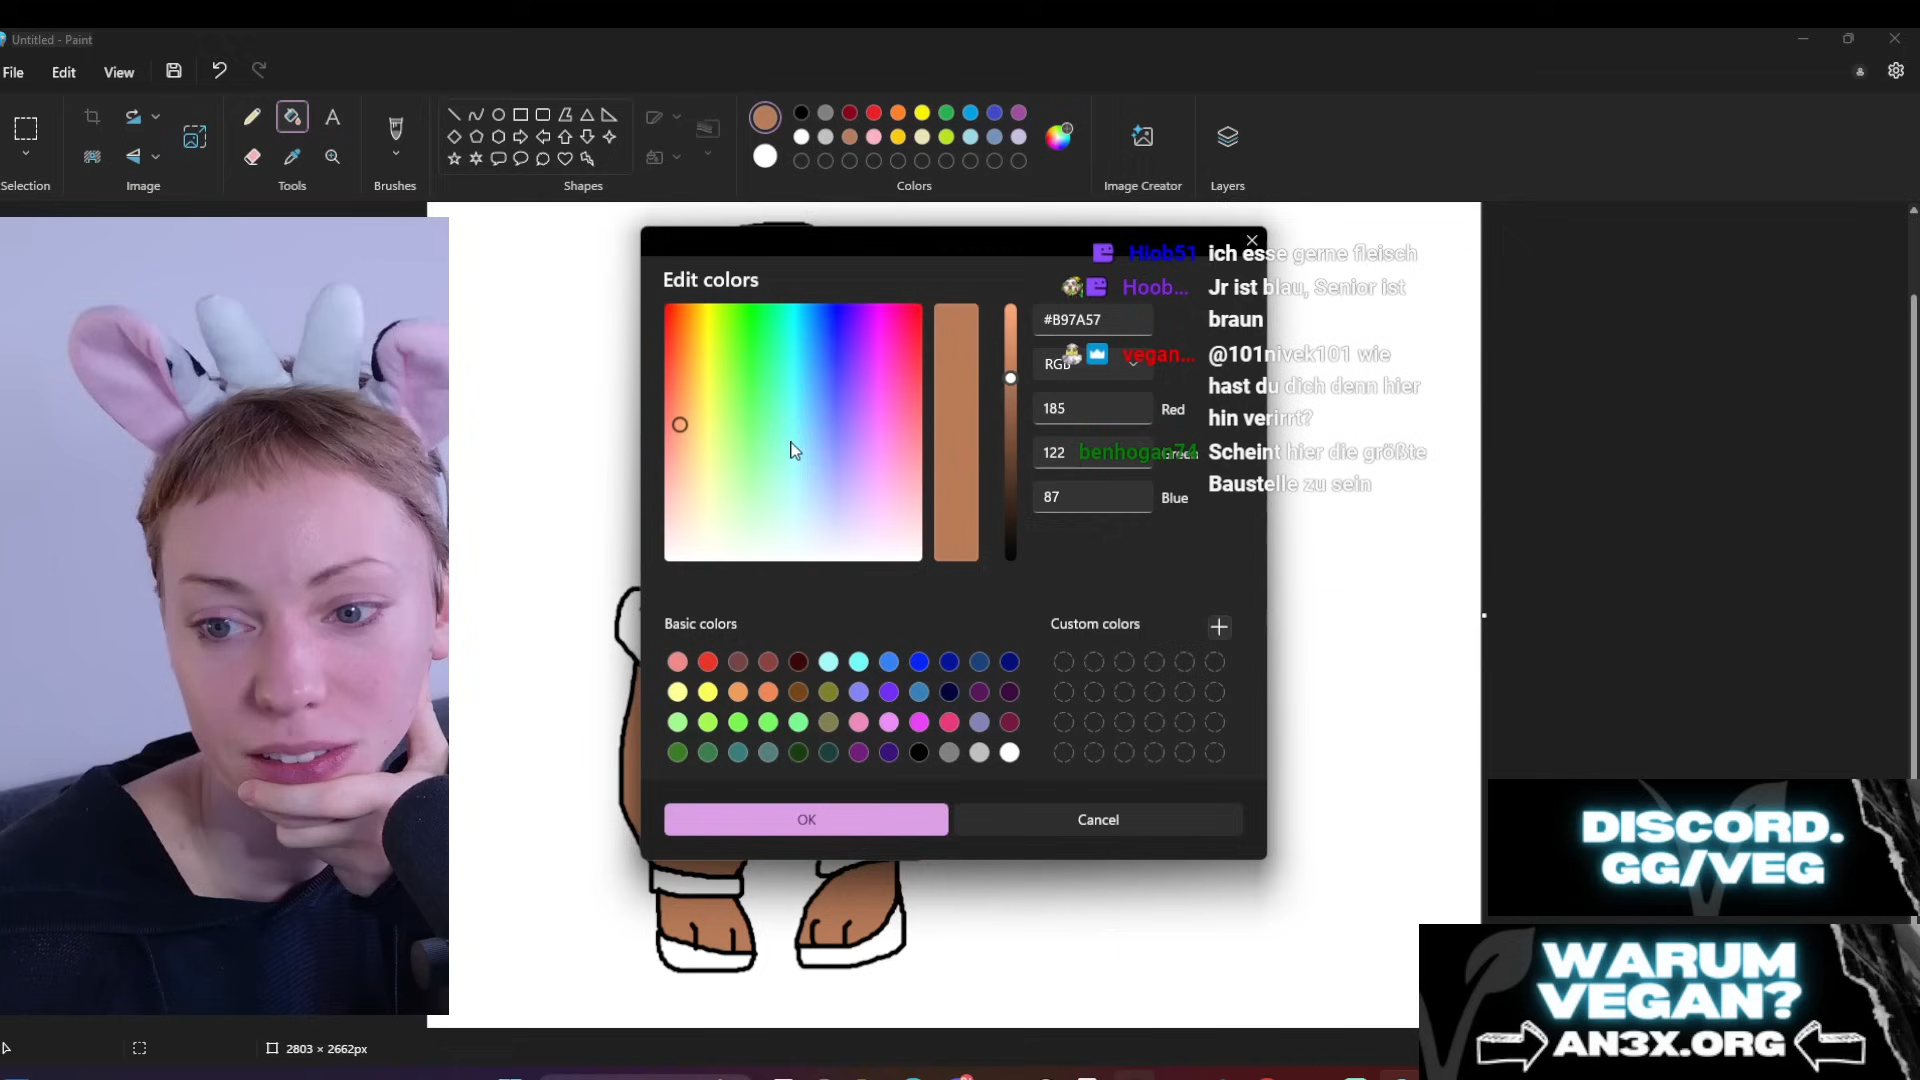 Untitled - Paint
File Edit View
Selection
Image
Tools
Brushes
Shapes
Colors
Image Creator
Layers
Edit colors
#B97A57
RGB
185 Red
122 Green
87 Blue
Hiob51 ich esse gerne fleisch
Hoob... Jr ist blau, Senior ist
braun
vegan... @101nivek101 wie
hast du dich denn hier
hin verirrt?
benhogan74 Scheint hier die größte
Baustelle zu sein
Basic colors
Custom colors
OK
Cancel
DISCORD.
GG/VEG
WARUM
VEGAN?
AN3X.ORG
2803 × 2662px